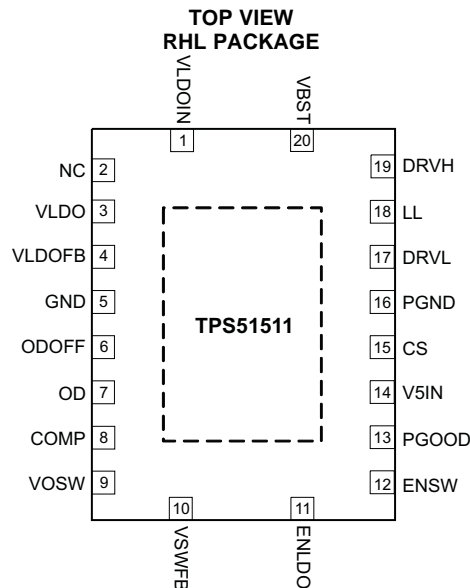 TOP VIEW
RHL PACKAGE
VLDOIN
VBST
1
20
NC 2
VLDO 3
VLDOFB 4
GND 5
ODOFF 6
OD 7
COMP 8
VOSW 9
TPS51511
19 DRVH
18 LL
17 DRVL
16 PGND
15 CS
14 V5IN
13 PGOOD
12 ENSW
10
11
VSWFB
ENLDO